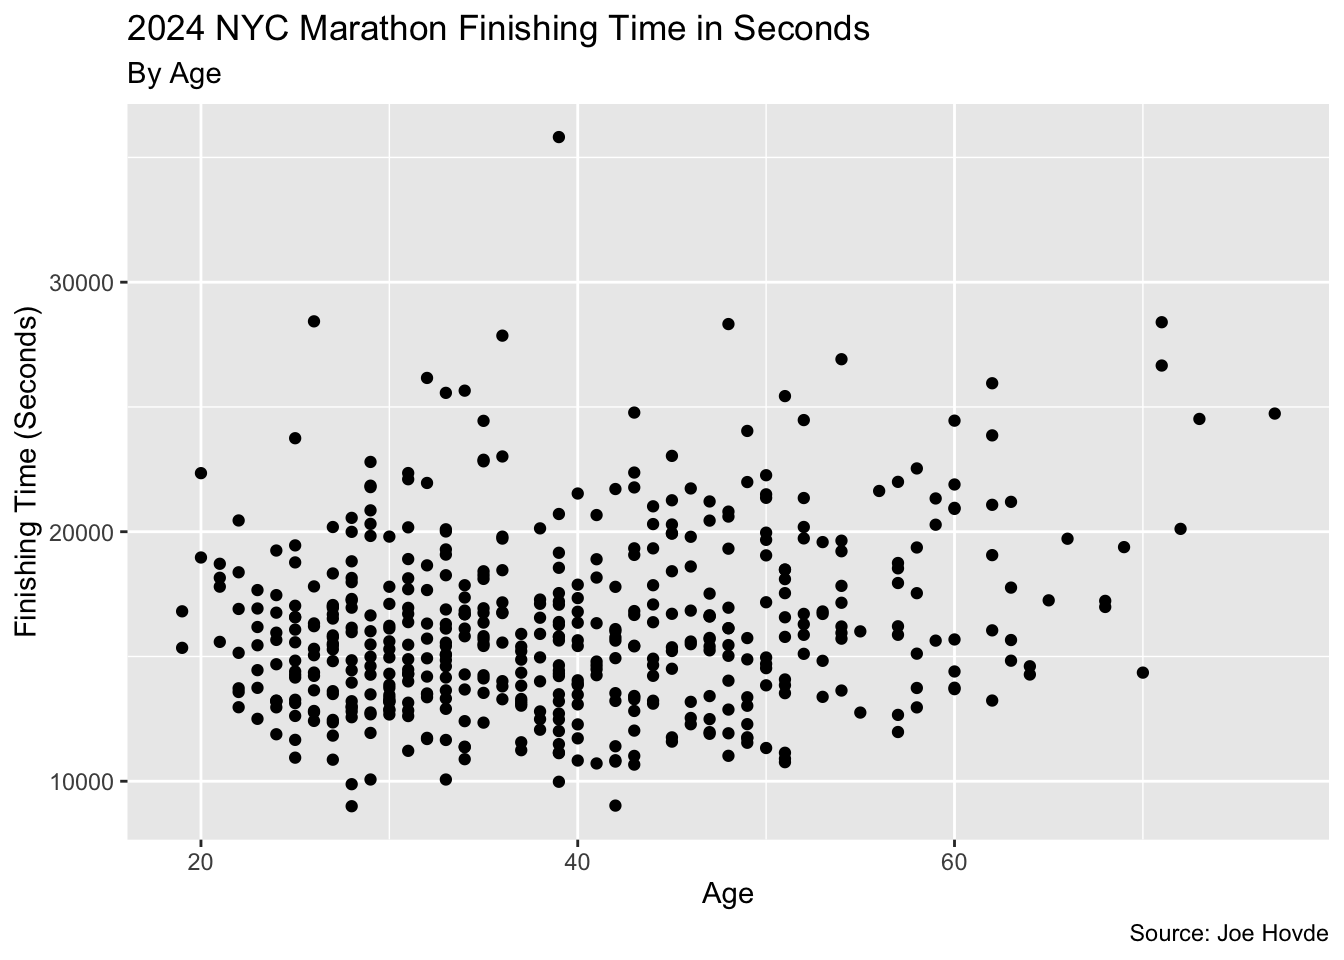 2024 NYC Marathon Finishing Time in Seconds
By Age
30000
20000
10000
Finishing Time (Seconds)
20 40 60
Age
Source: Joe Hovde